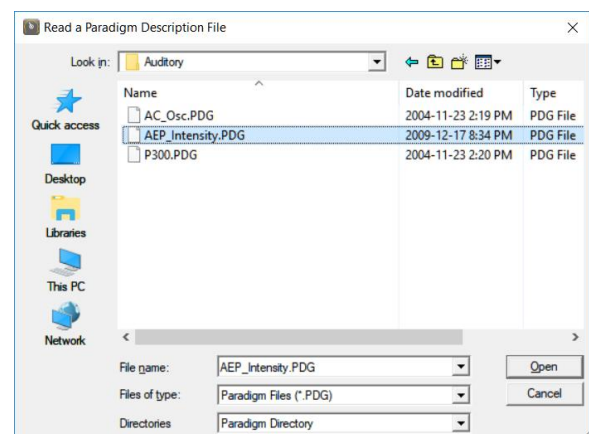 Read a Paradigm Description File
Look in: Auditory
Name Date modified Type
AC_Osc.PDG 2004-11-23 2:19 PM PDG File
AEP_Intensity.PDG 2009-12-17 8:34 PM PDG File
P300.PDG 2004-11-23 2:20 PM PDG File
Quick access
Desktop
Libraries
This PC
Network
File name: AEP_Intensity.PDG Open
Files of type: Paradigm Files (*.PDG) Cancel
Directories Paradigm Directory